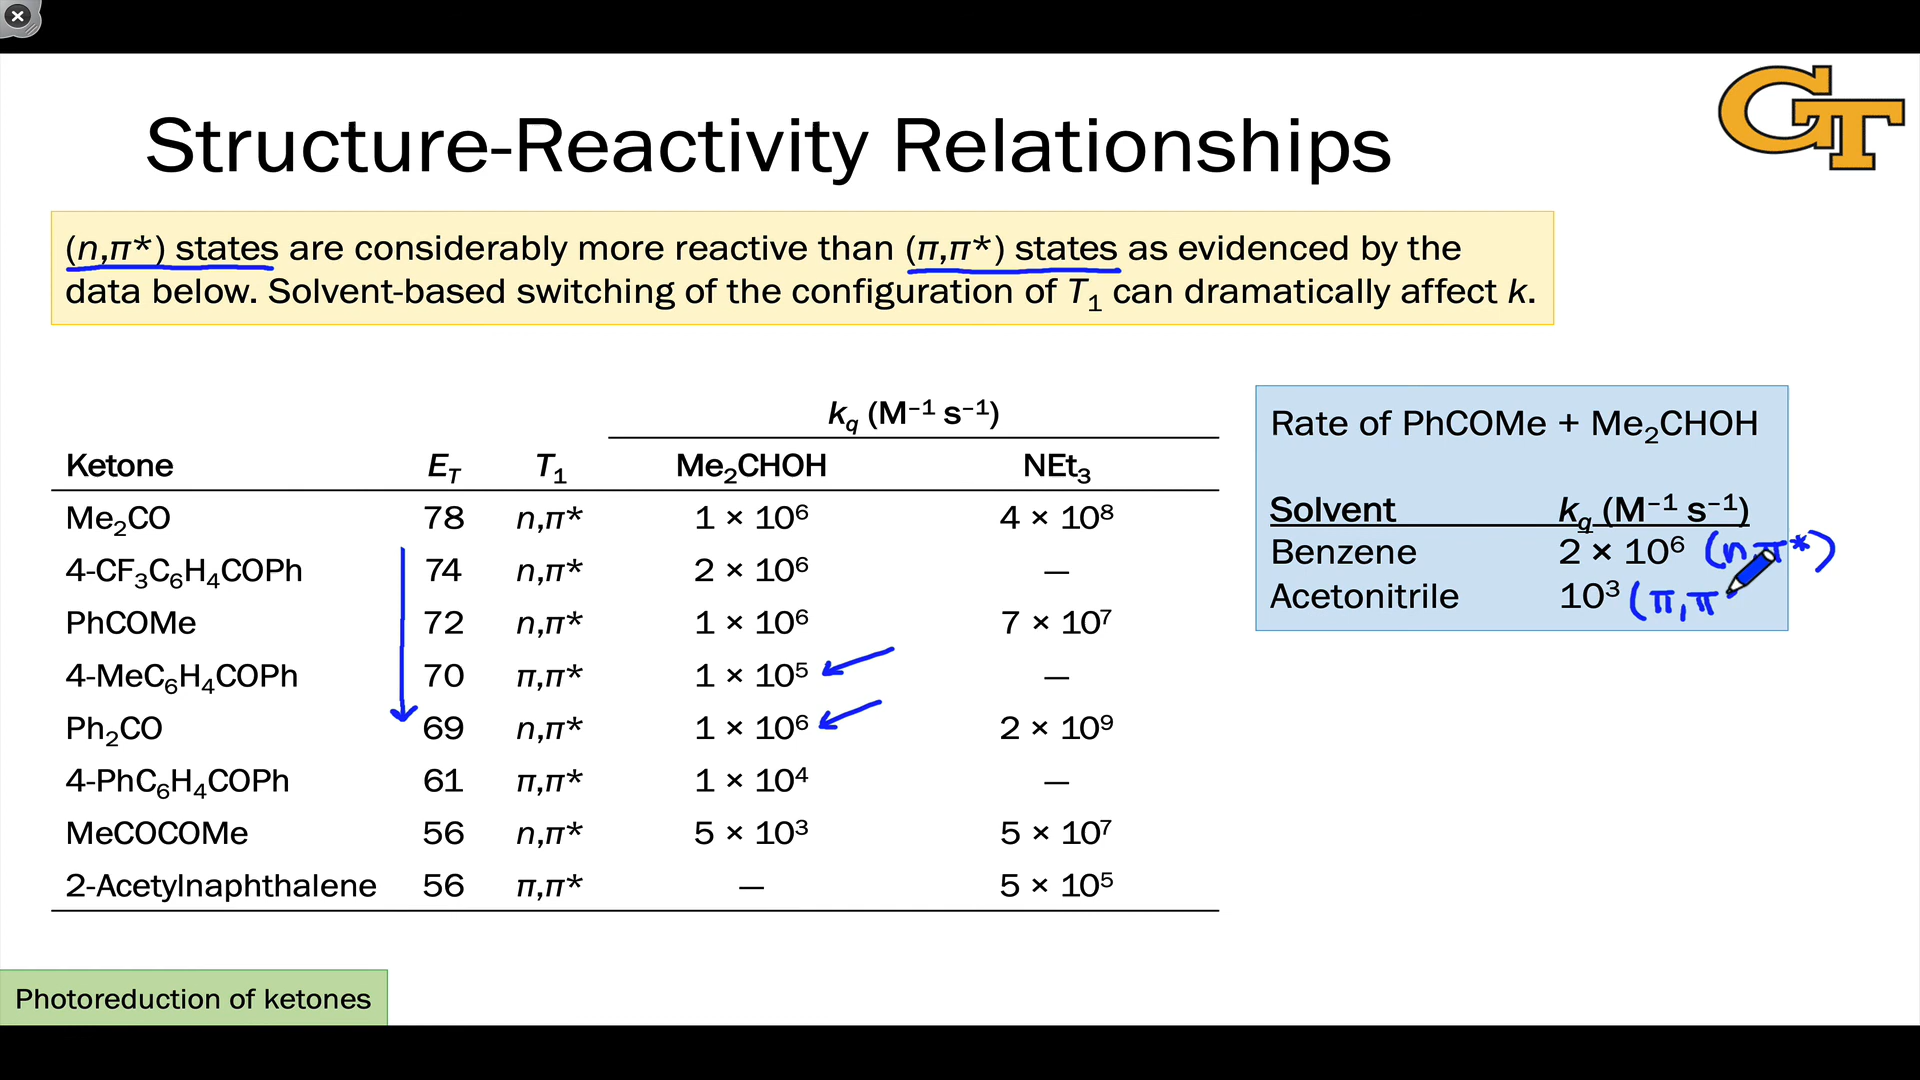 GT
Structure-Reactivity Relationships
(n,π*) states are considerably more reactive than (π,π*) states as evidenced by the
data below. Solvent-based switching of the configuration of T₁ can dramatically affect k.
k_q (M⁻¹ s⁻¹)
Ketone E_T T₁ Me₂CHOH NEt₃
Me₂CO 78 n,π* 1 × 10⁶ 4 × 10⁸
4-CF₃C₆H₄COPh 74 n,π* 2 × 10⁶ —
PhCOMe 72 n,π* 1 × 10⁶ 7 × 10⁷
4-MeC₆H₄COPh 70 π,π* 1 × 10⁵ —
Ph₂CO 69 n,π* 1 × 10⁶ 2 × 10⁹
4-PhC₆H₄COPh 61 π,π* 1 × 10⁴ —
MeCOCOMe 56 n,π* 5 × 10³ 5 × 10⁷
2-Acetylnaphthalene 56 π,π* — 5 × 10⁵
Rate of PhCOMe + Me₂CHOH
Solvent k_q (M⁻¹ s⁻¹)
Benzene 2 × 10⁶ (n,π*)
Acetonitrile 10³ (π,π
Photoreduction of ketones